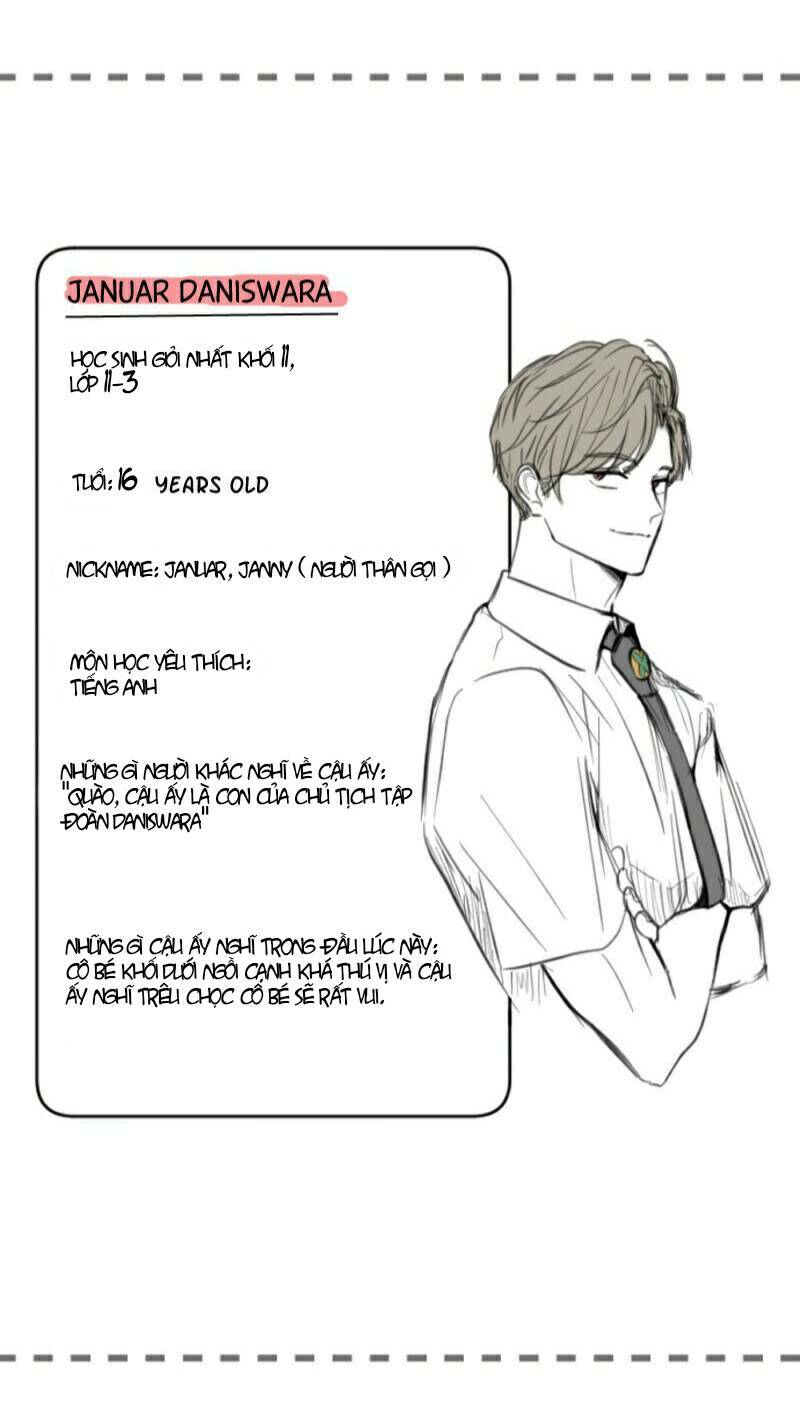 JANUAR DANISWARA
HỌC SINH GIỎI NHẤT KHỐI 11,
LỚP 11-3
TUỔI: 16 YEARS OLD
NICKNAME: JANUAR, JANNY ( NGƯỜI THÂN GỌI )
MÔN HỌC YÊU THÍCH:
TIẾNG ANH
NHỮNG GÌ NGƯỜI KHÁC NGHĨ VỀ CẬU ẤY:
"QUÀO, CẬU ẤY LÀ CON CỦA CHỦ TỊCH TẬP
ĐOÀN DANISWARA"
NHỮNG GÌ CẬU ẤY NGHĨ TRONG ĐẦU LÚC NÀY:
CÔ BÉ KHỐI DƯỚI NGỒI CẠNH KHÁ THÚ VỊ VÀ CẬU
ẤY NGHĨ TRÊU CHỌC CÔ BÉ SẼ RẤT VUI.